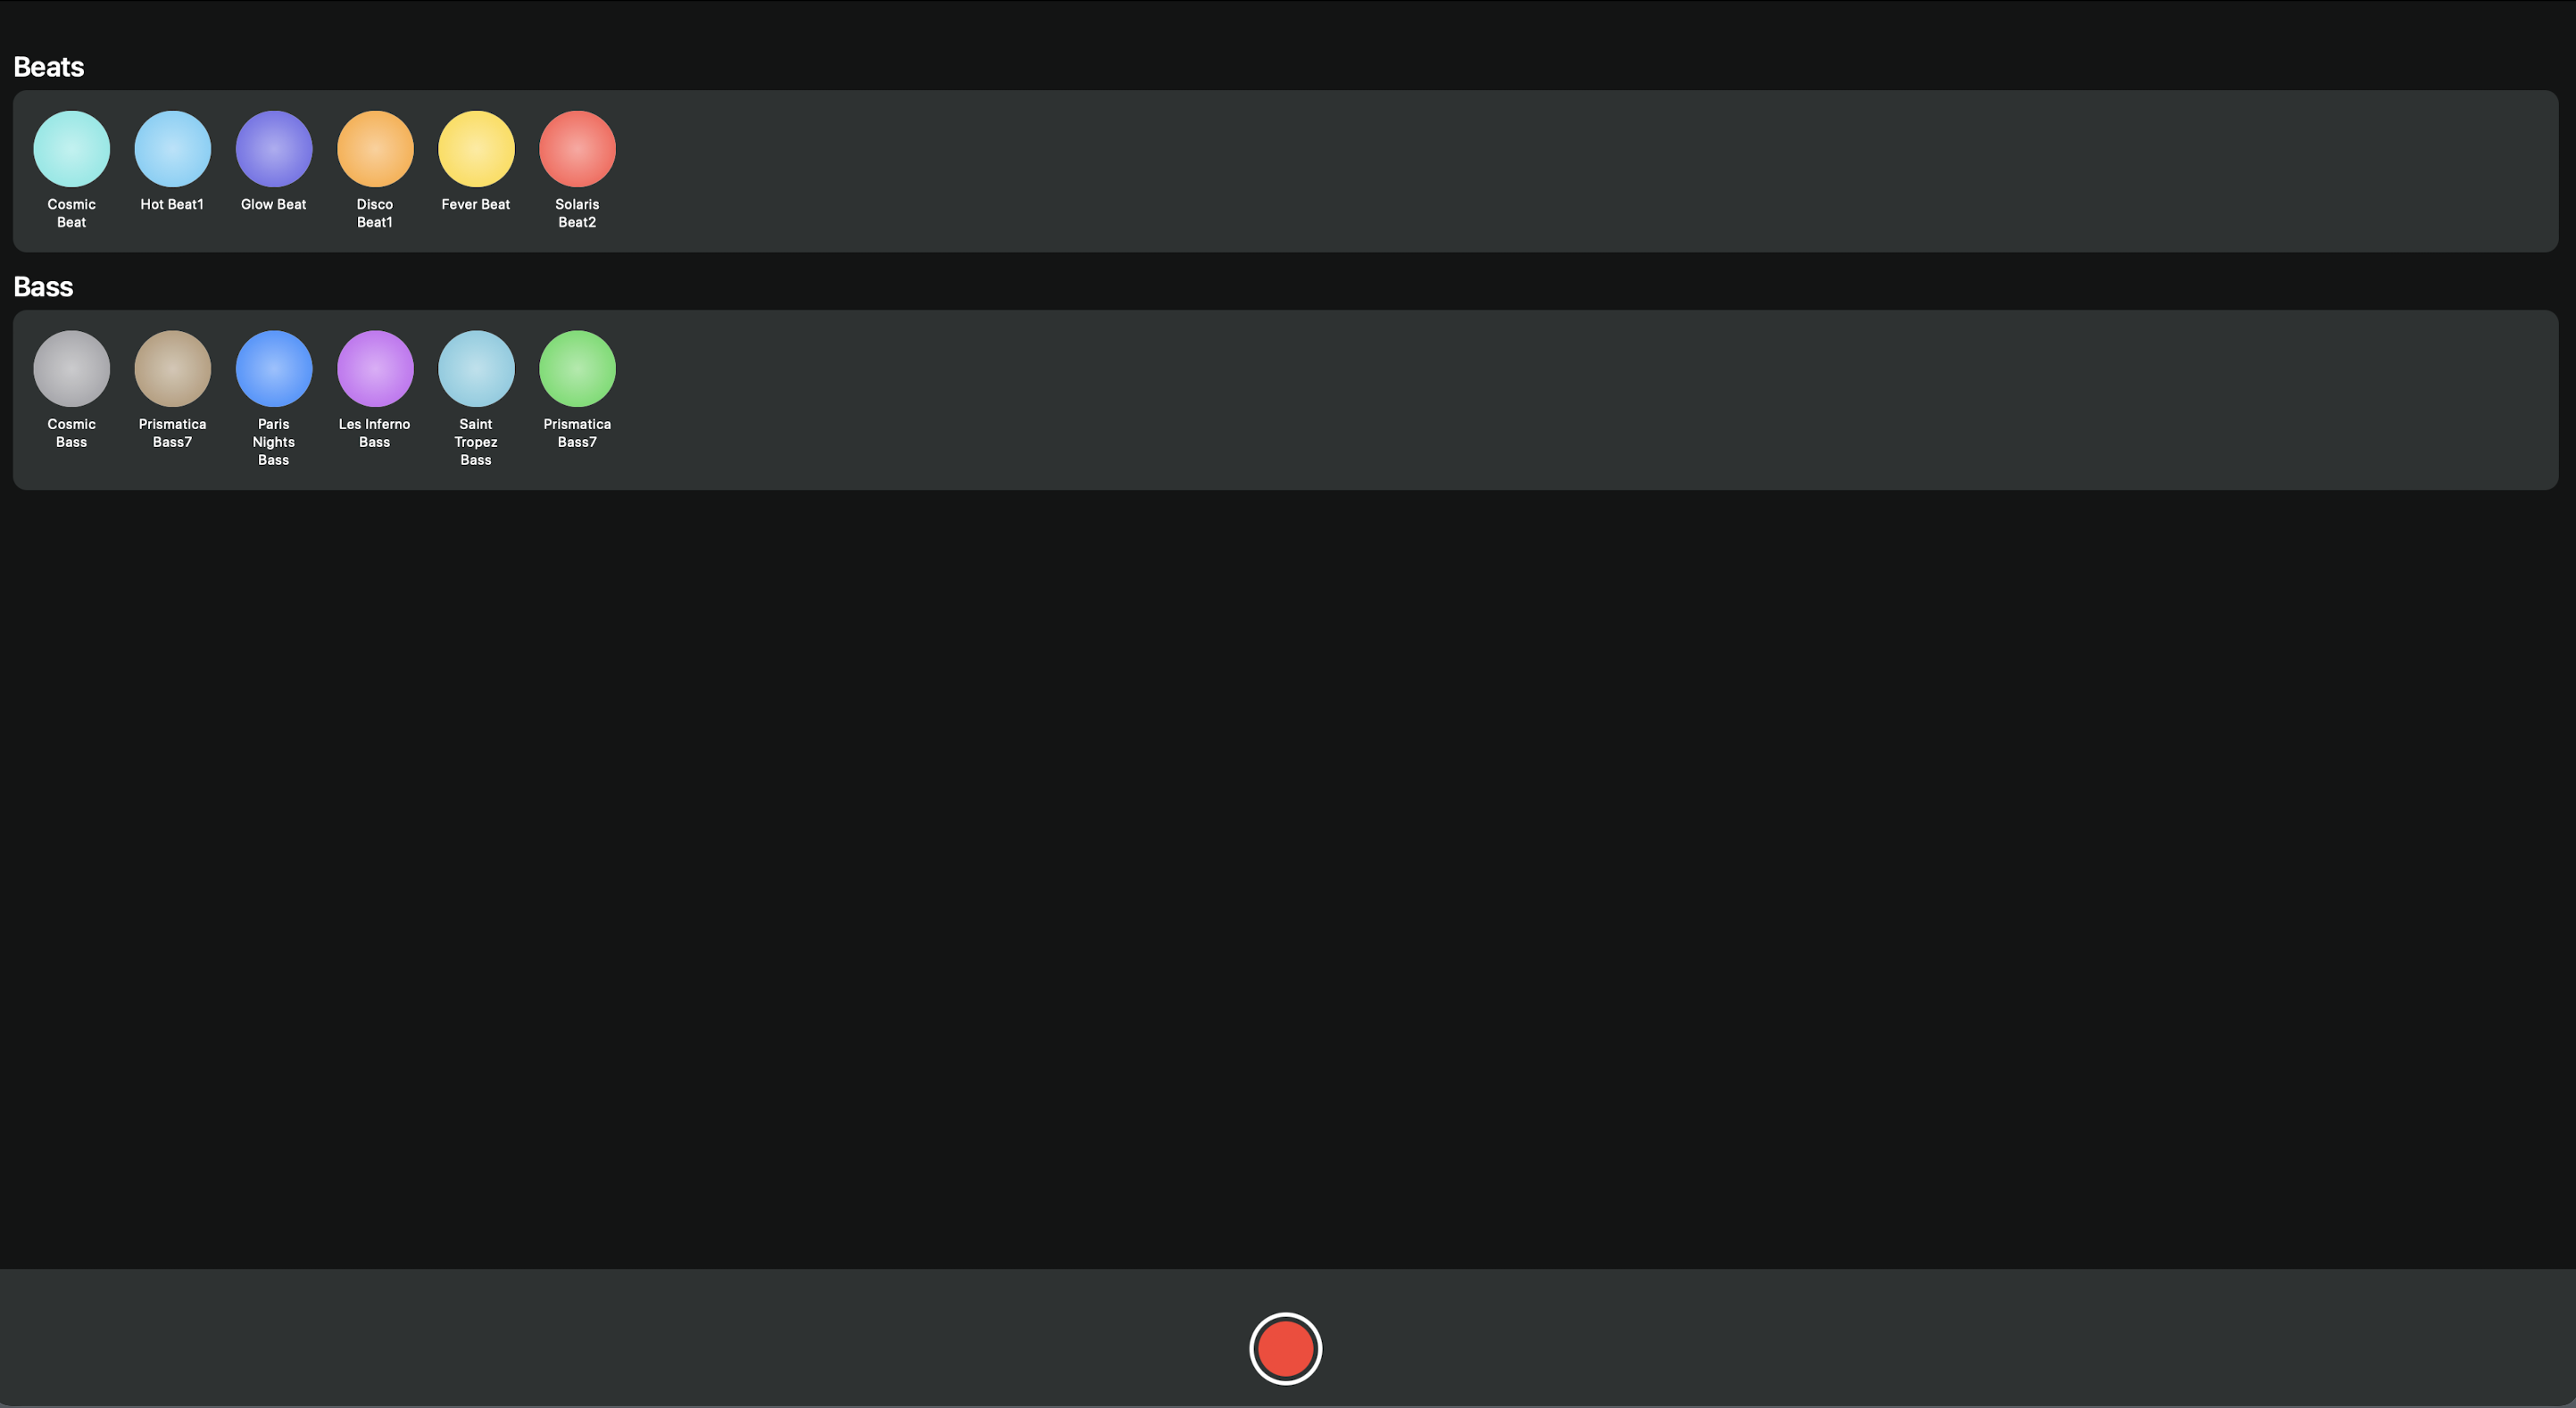 Beats
Cosmic
Beat
Hot Beat1
Glow Beat
Disco
Beat1
Fever Beat
Solaris
Beat2
Bass
Cosmic
Bass
Prismatica
Bass7
Paris
Nights
Bass
Les Inferno
Bass
Saint
Tropez
Bass
Prismatica
Bass7